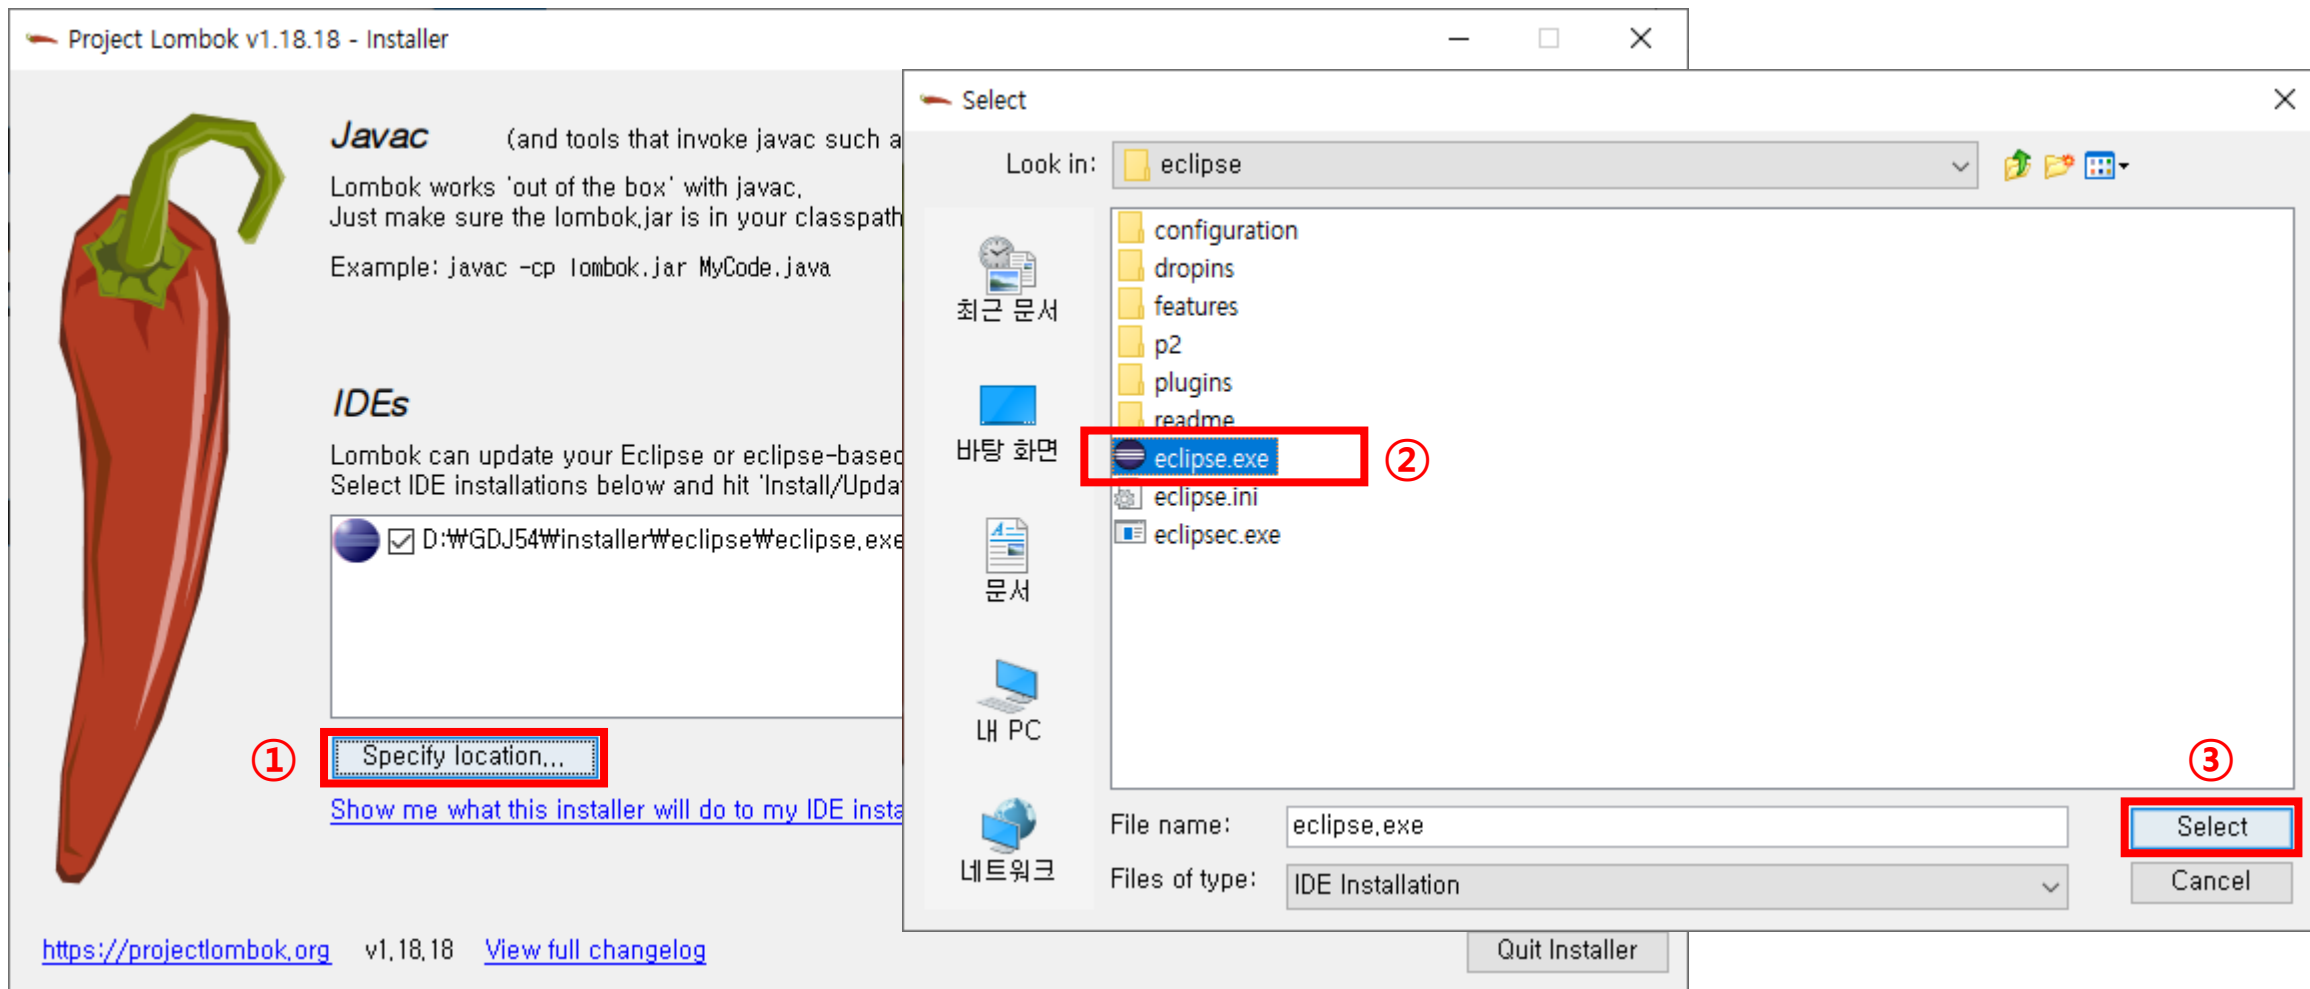 Project Lombok v1.18.18 - Installer
Javac (and tools that invoke javac such a
Lombok works 'out of the box' with javac.
Just make sure the lombok.jar is in your classpath
Example: javac -cp lombok.jar MyCode.java
IDEs
Lombok can update your Eclipse or eclipse-based
Select IDE installations below and hit 'Install/Upda
D:₩GDJ54₩installer₩eclipse₩eclipse.exe
① Specify location...
Show me what this installer will do to my IDE insta
https://projectlombok.org v1.18.18 View full changelog
Quit Installer
Select
Look in: eclipse
최근 문서
바탕 화면
문서
내 PC
네트워크
configuration
dropins
features
p2
plugins
readme
eclipse.exe ②
eclipse.ini
eclipsec.exe
③
File name: eclipse.exe
Select
Files of type: IDE Installation
Cancel